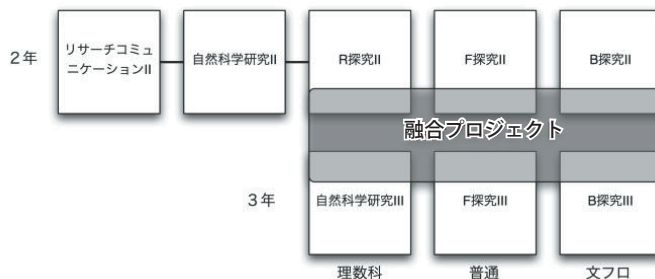 2年
リサーチコミュ
ニケーションII
自然科学研究II
R探究II
F探究II
B探究II
融合プロジェクト
3年
自然科学研究III
F探究III
B探究III
理数科
普通
文フロ